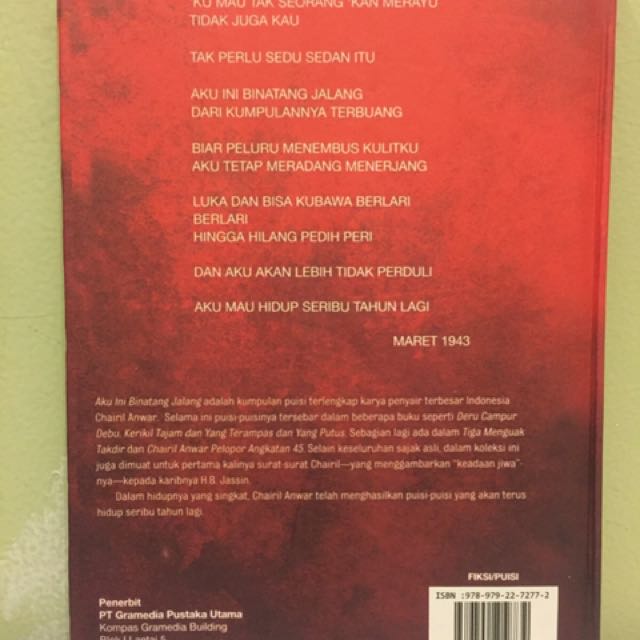 'KU MAU TAK SEORANG 'KAN MERAYU
TIDAK JUGA KAU
TAK PERLU SEDU SEDAN ITU
AKU INI BINATANG JALANG
DARI KUMPULANNYA TERBUANG
BIAR PELURU MENEMBUS KULITKU
AKU TETAP MERADANG MENERJANG
LUKA DAN BISA KUBAWA BERLARI
BERLARI
HINGGA HILANG PEDIH PERI
DAN AKU AKAN LEBIH TIDAK PERDULI
AKU MAU HIDUP SERIBU TAHUN LAGI
MARET 1943
Aku Ini Binatang Jalang adalah kumpulan puisi terlengkap karya penyair terbesar Indonesia
Chairil Anwar. Selama ini puisi-puisinya tersebar dalam beberapa buku seperti Deru Campur
Debu, Kerikil Tajam dan Yang Terampas dan Yang Putus. Sebagian lagi ada dalam Tiga Menguak
Takdir dan Chairil Anwar Pelopor Angkatan 45. Selain keseluruhan sajak asli, dalam koleksi ini
juga dimuat untuk pertama kalinya surat-surat Chairil—yang menggambarkan "keadaan jiwa"-
nya—kepada karibnya H.B. Jassin.
Dalam hidupnya yang singkat, Chairil Anwar telah menghasilkan puisi-puisi yang akan terus
hidup seribu tahun lagi.
FIKSI/PUISI
ISBN :978-979-22-7277-2
Penerbit
PT Gramedia Pustaka Utama
Kompas Gramedia Building
Blok I Lantai 5